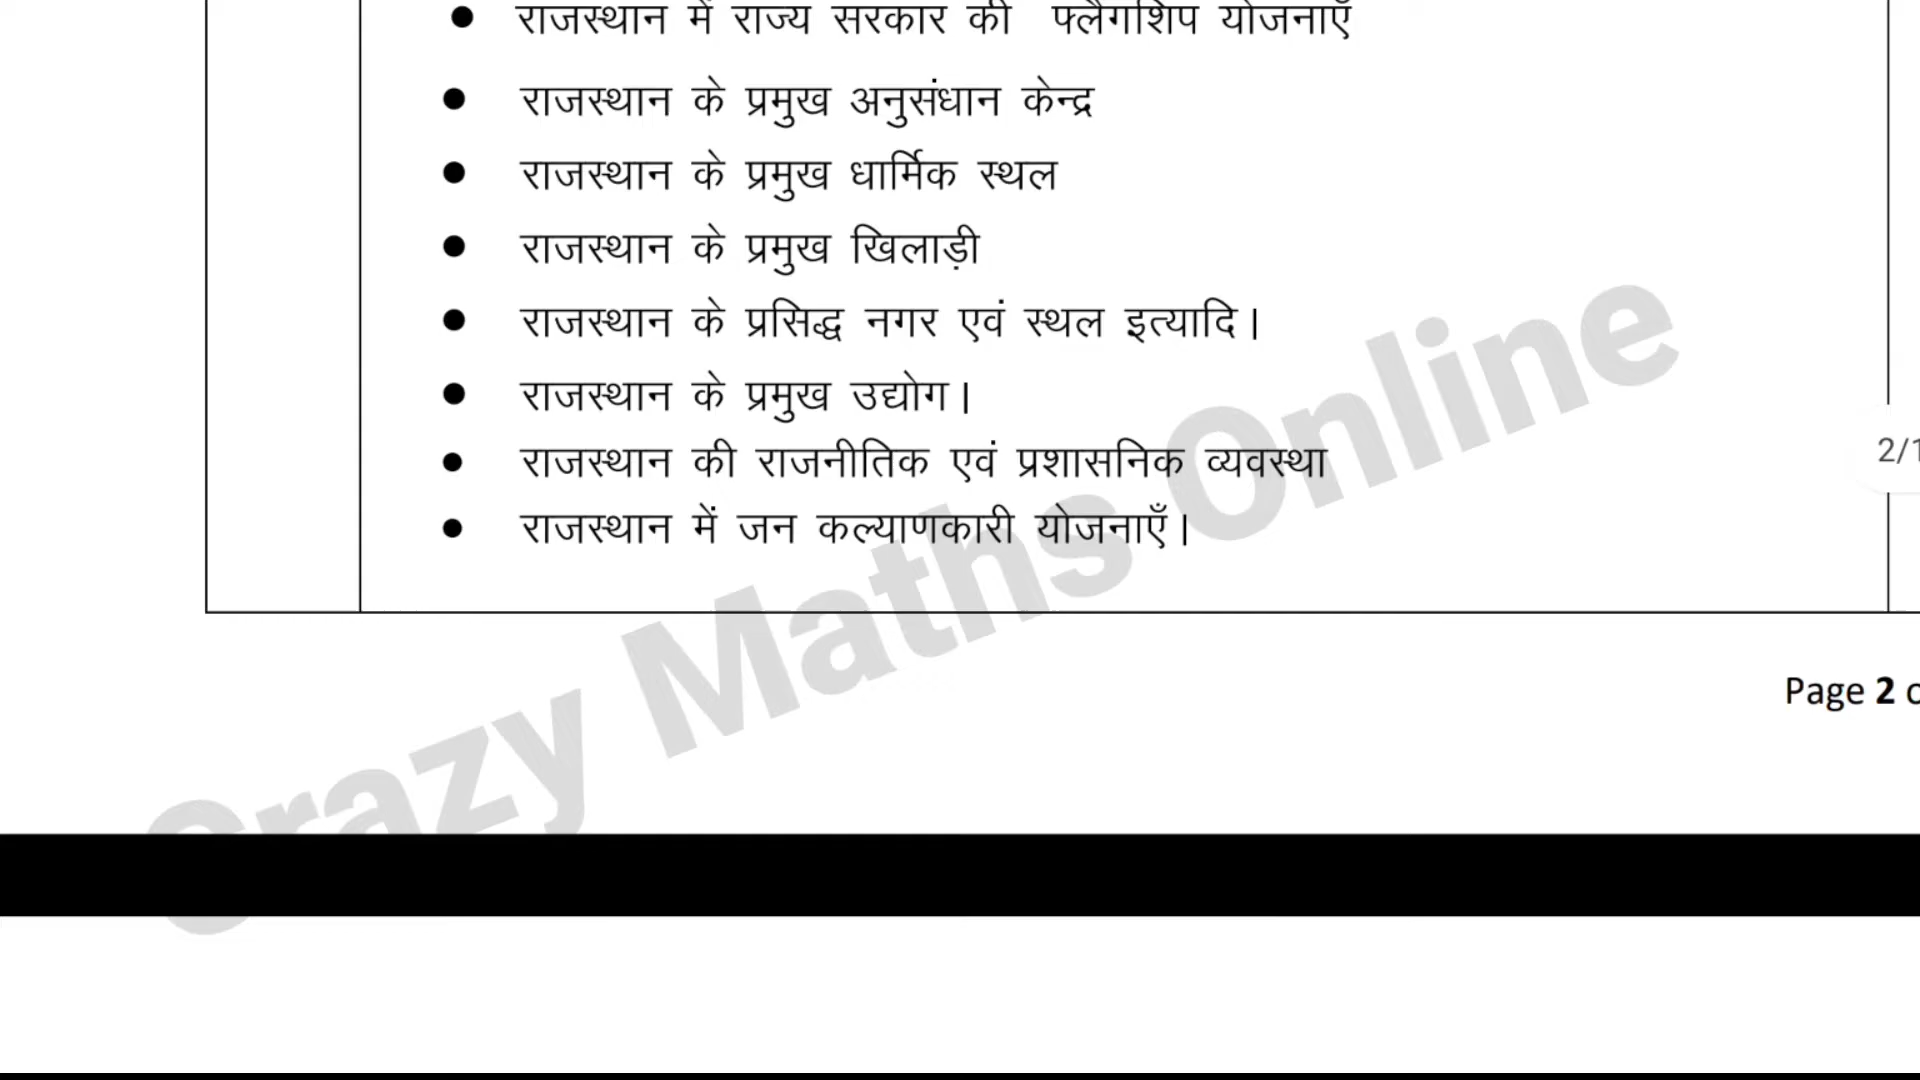 ● राजस्थान में राज्य सरकार की फ्लैगशिप योजनाएँ
● राजस्थान के प्रमुख अनुसंधान केन्द्र
● राजस्थान के प्रमुख धार्मिक स्थल
● राजस्थान के प्रमुख खिलाड़ी
● राजस्थान के प्रसिद्ध नगर एवं स्थल इत्यादि।
● राजस्थान के प्रमुख उद्योग।
2/1
● राजस्थान की राजनीतिक एवं प्रशासनिक व्यवस्था
● राजस्थान में जन कल्याणकारी योजनाएँ।
Crazy Maths Online
Page 2